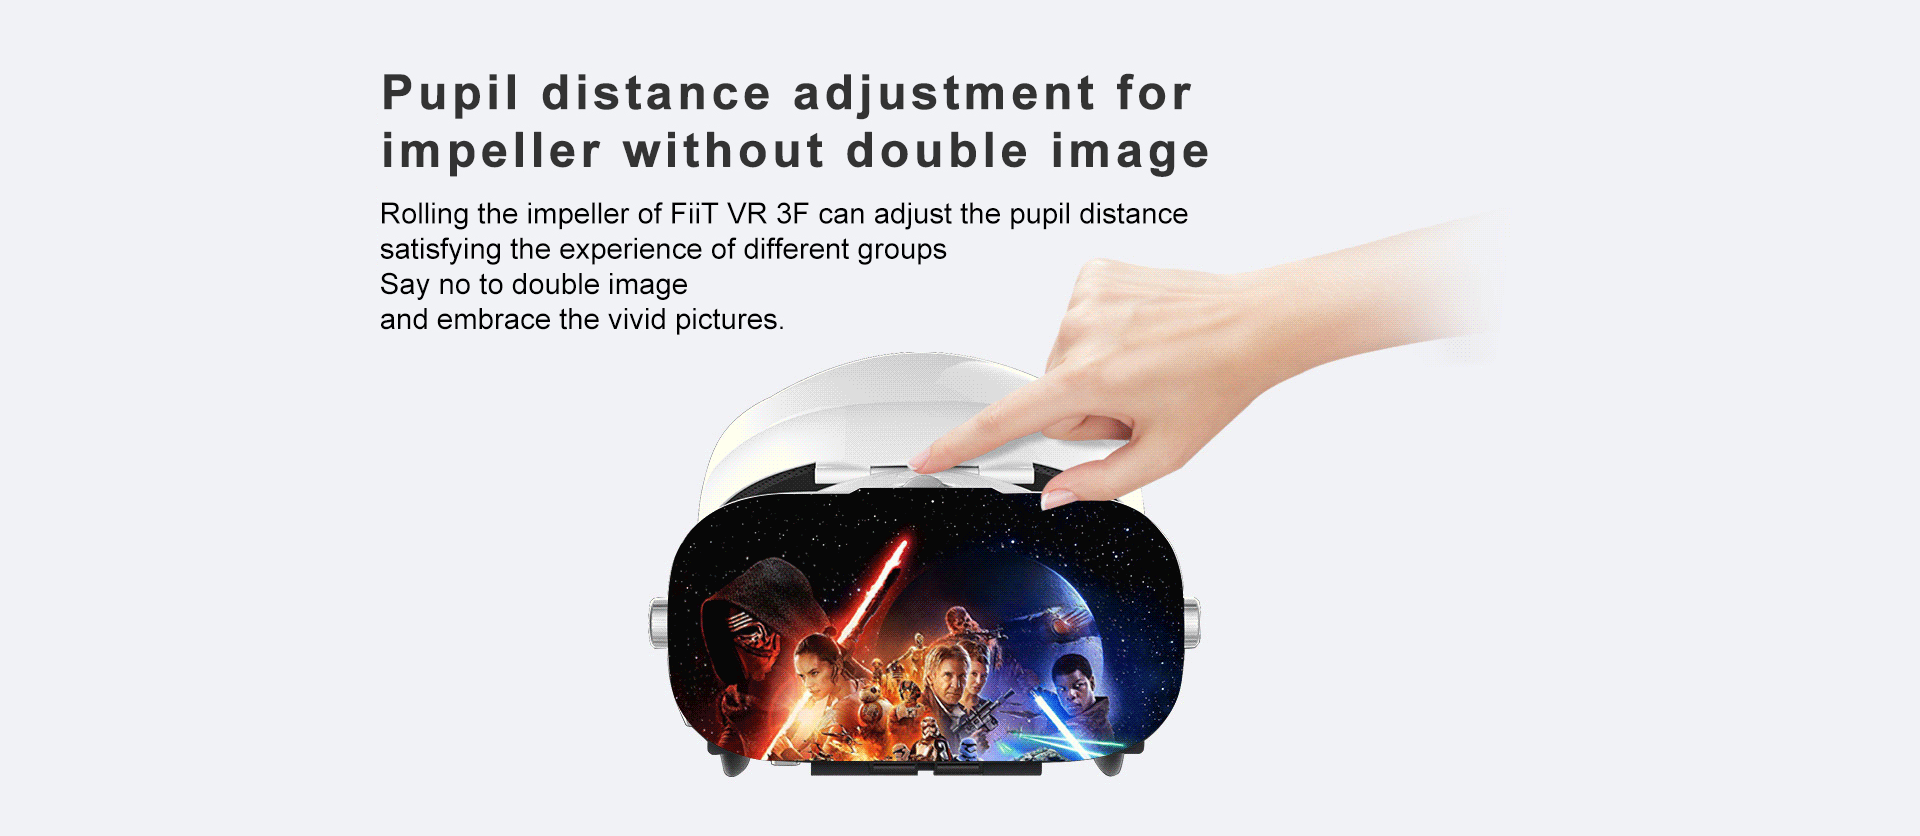 Pupil distance adjustment for
impeller without double image
Rolling the impeller of FiiT VR 3F can adjust the pupil distance
satisfying the experience of different groups
Say no to double image
and embrace the vivid pictures.